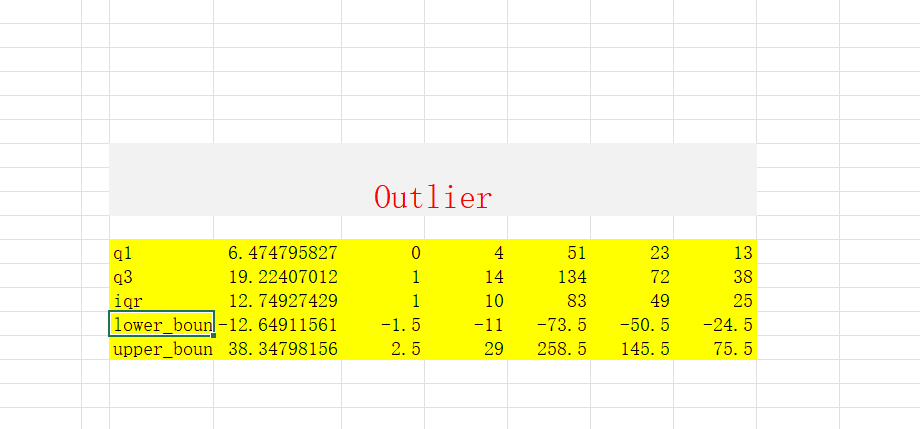 Outlier
q1 6.474795827 0 4 51 23 13
q3 19.22407012 1 14 134 72 38
iqr 12.74927429 1 10 83 49 25
lower_boun -12.64911561 -1.5 -11 -73.5 -50.5 -24.5
upper_boun 38.34798156 2.5 29 258.5 145.5 75.5